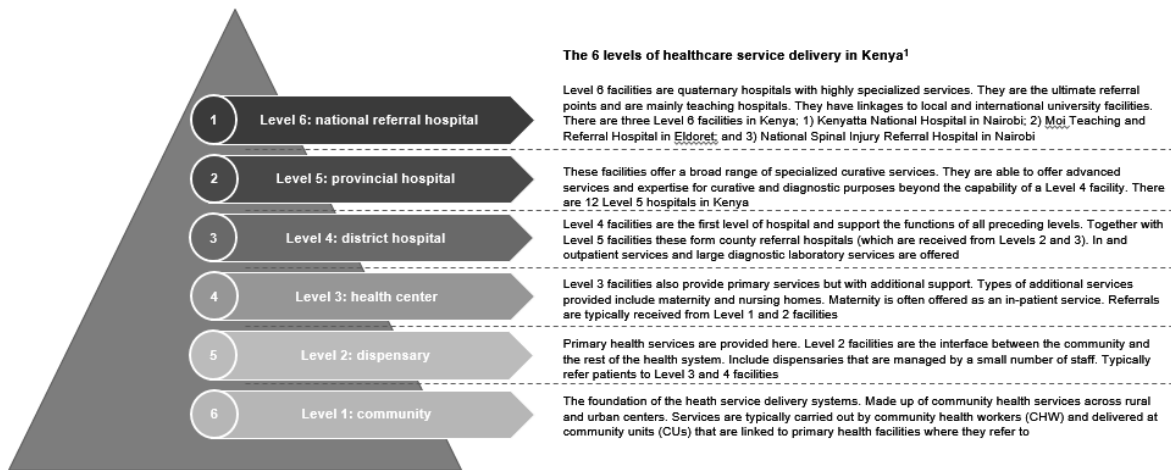 The 6 levels of healthcare service delivery in Kenya1
1
Level 6: national referral hospital
Level 6 facilities are quaternary hospitals with highly specialized services. They are the ultimate referral
points and are mainly teaching hospitals. They have linkages to local and international university facilities.
There are three Level 6 facilities in Kenya; 1) Kenyatta National Hospital in Nairobi; 2) Moi Teaching and
Referral Hospital in Eldoret; and 3) National Spinal Injury Referral Hospital in Nairobi
2
Level 5: provincial hospital
These facilities offer a broad range of specialized curative services. They are able to offer advanced
services and expertise for curative and diagnostic purposes beyond the capability of a Level 4 facility. There
are 12 Level 5 hospitals in Kenya
3
Level 4: district hospital
Level 4 facilities are the first level of hospital and support the functions of all preceding levels. Together with
Level 5 facilities these form county referral hospitals (which are received from Levels 2 and 3). In and
outpatient services and large diagnostic laboratory services are offered
4
Level 3: health center
Level 3 facilities also provide primary services but with additional support. Types of additional services
provided include maternity and nursing homes. Maternity is often offered as an in-patient service. Referrals
are typically received from Level 1 and 2 facilities
5
Level 2: dispensary
Primary health services are provided here. Level 2 facilities are the interface between the community and
the rest of the health system. Include dispensaries that are managed by a small number of staff. Typically
refer patients to Level 3 and 4 facilities
6
Level 1: community
The foundation of the heath service delivery systems. Made up of community health services across rural
and urban centers. Services are typically carried out by community health workers (CHW) and delivered at
community units (CUs) that are linked to primary health facilities where they refer to